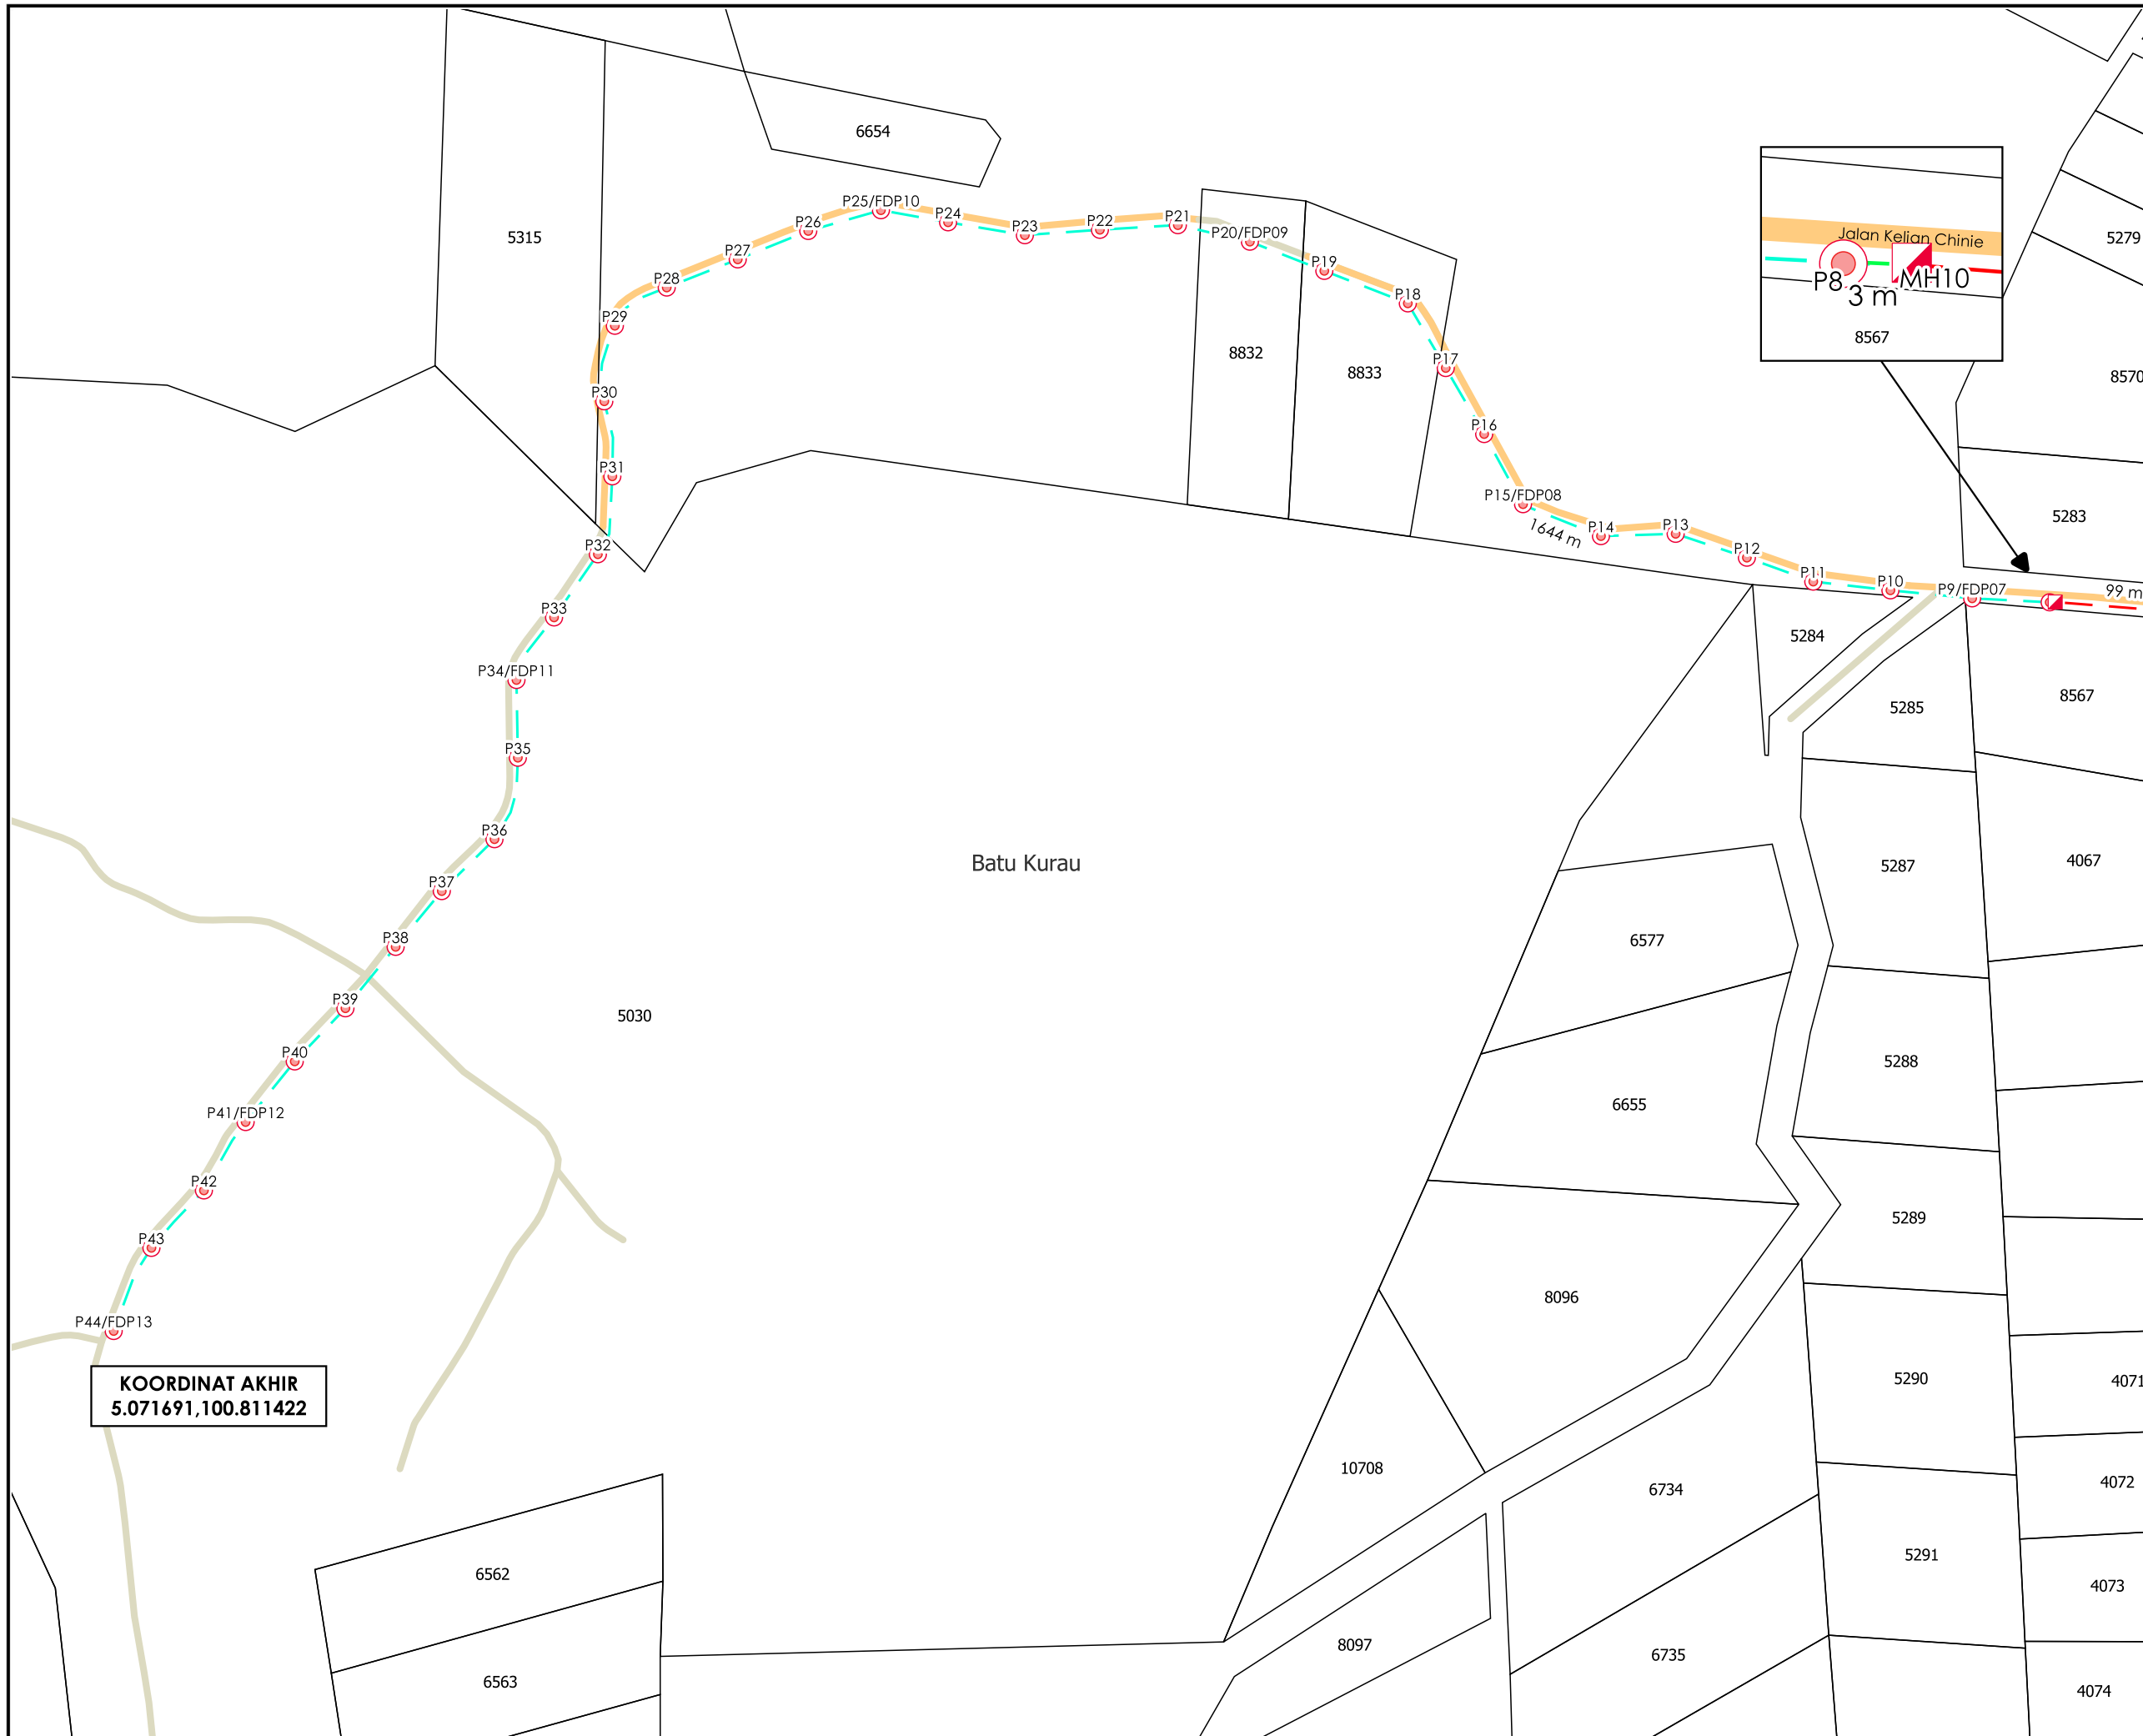 6654
5315
P25/FDP10
P24
P26
P23
P22
P21
P20/FDP09
P27
P19
P28
P18
P29
P17
P30
P16
P31
P15/FDP08
1644 m
P14
P13
P12
P11
P10
P9/FDP07
99 m
8832
8833
Jalan Kelian Chinie
P8
3 m
MH10
8567
5279
8570
5283
P32
P33
P34/FDP11
P35
P36
P37
P38
P39
P40
P41/FDP12
P42
P43
P44/FDP13
KOORDINAT AKHIR
5.071691,100.811422
Batu Kurau
5030
5284
5285
8567
5287
4067
6577
5288
6655
5289
8096
5290
4071
10708
6734
4072
5291
4073
6562
6563
8097
6735
4074